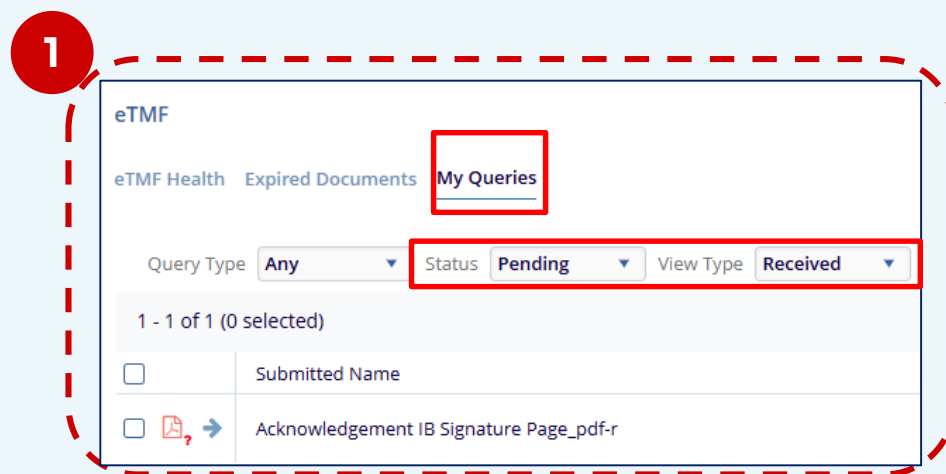 1
eTMF
eTMF Health Expired Documents My Queries
Query Type Any Status Pending View Type Received
1 - 1 of 1 (0 selected)
Submitted Name
? Acknowledgement IB Signature Page_pdf-r